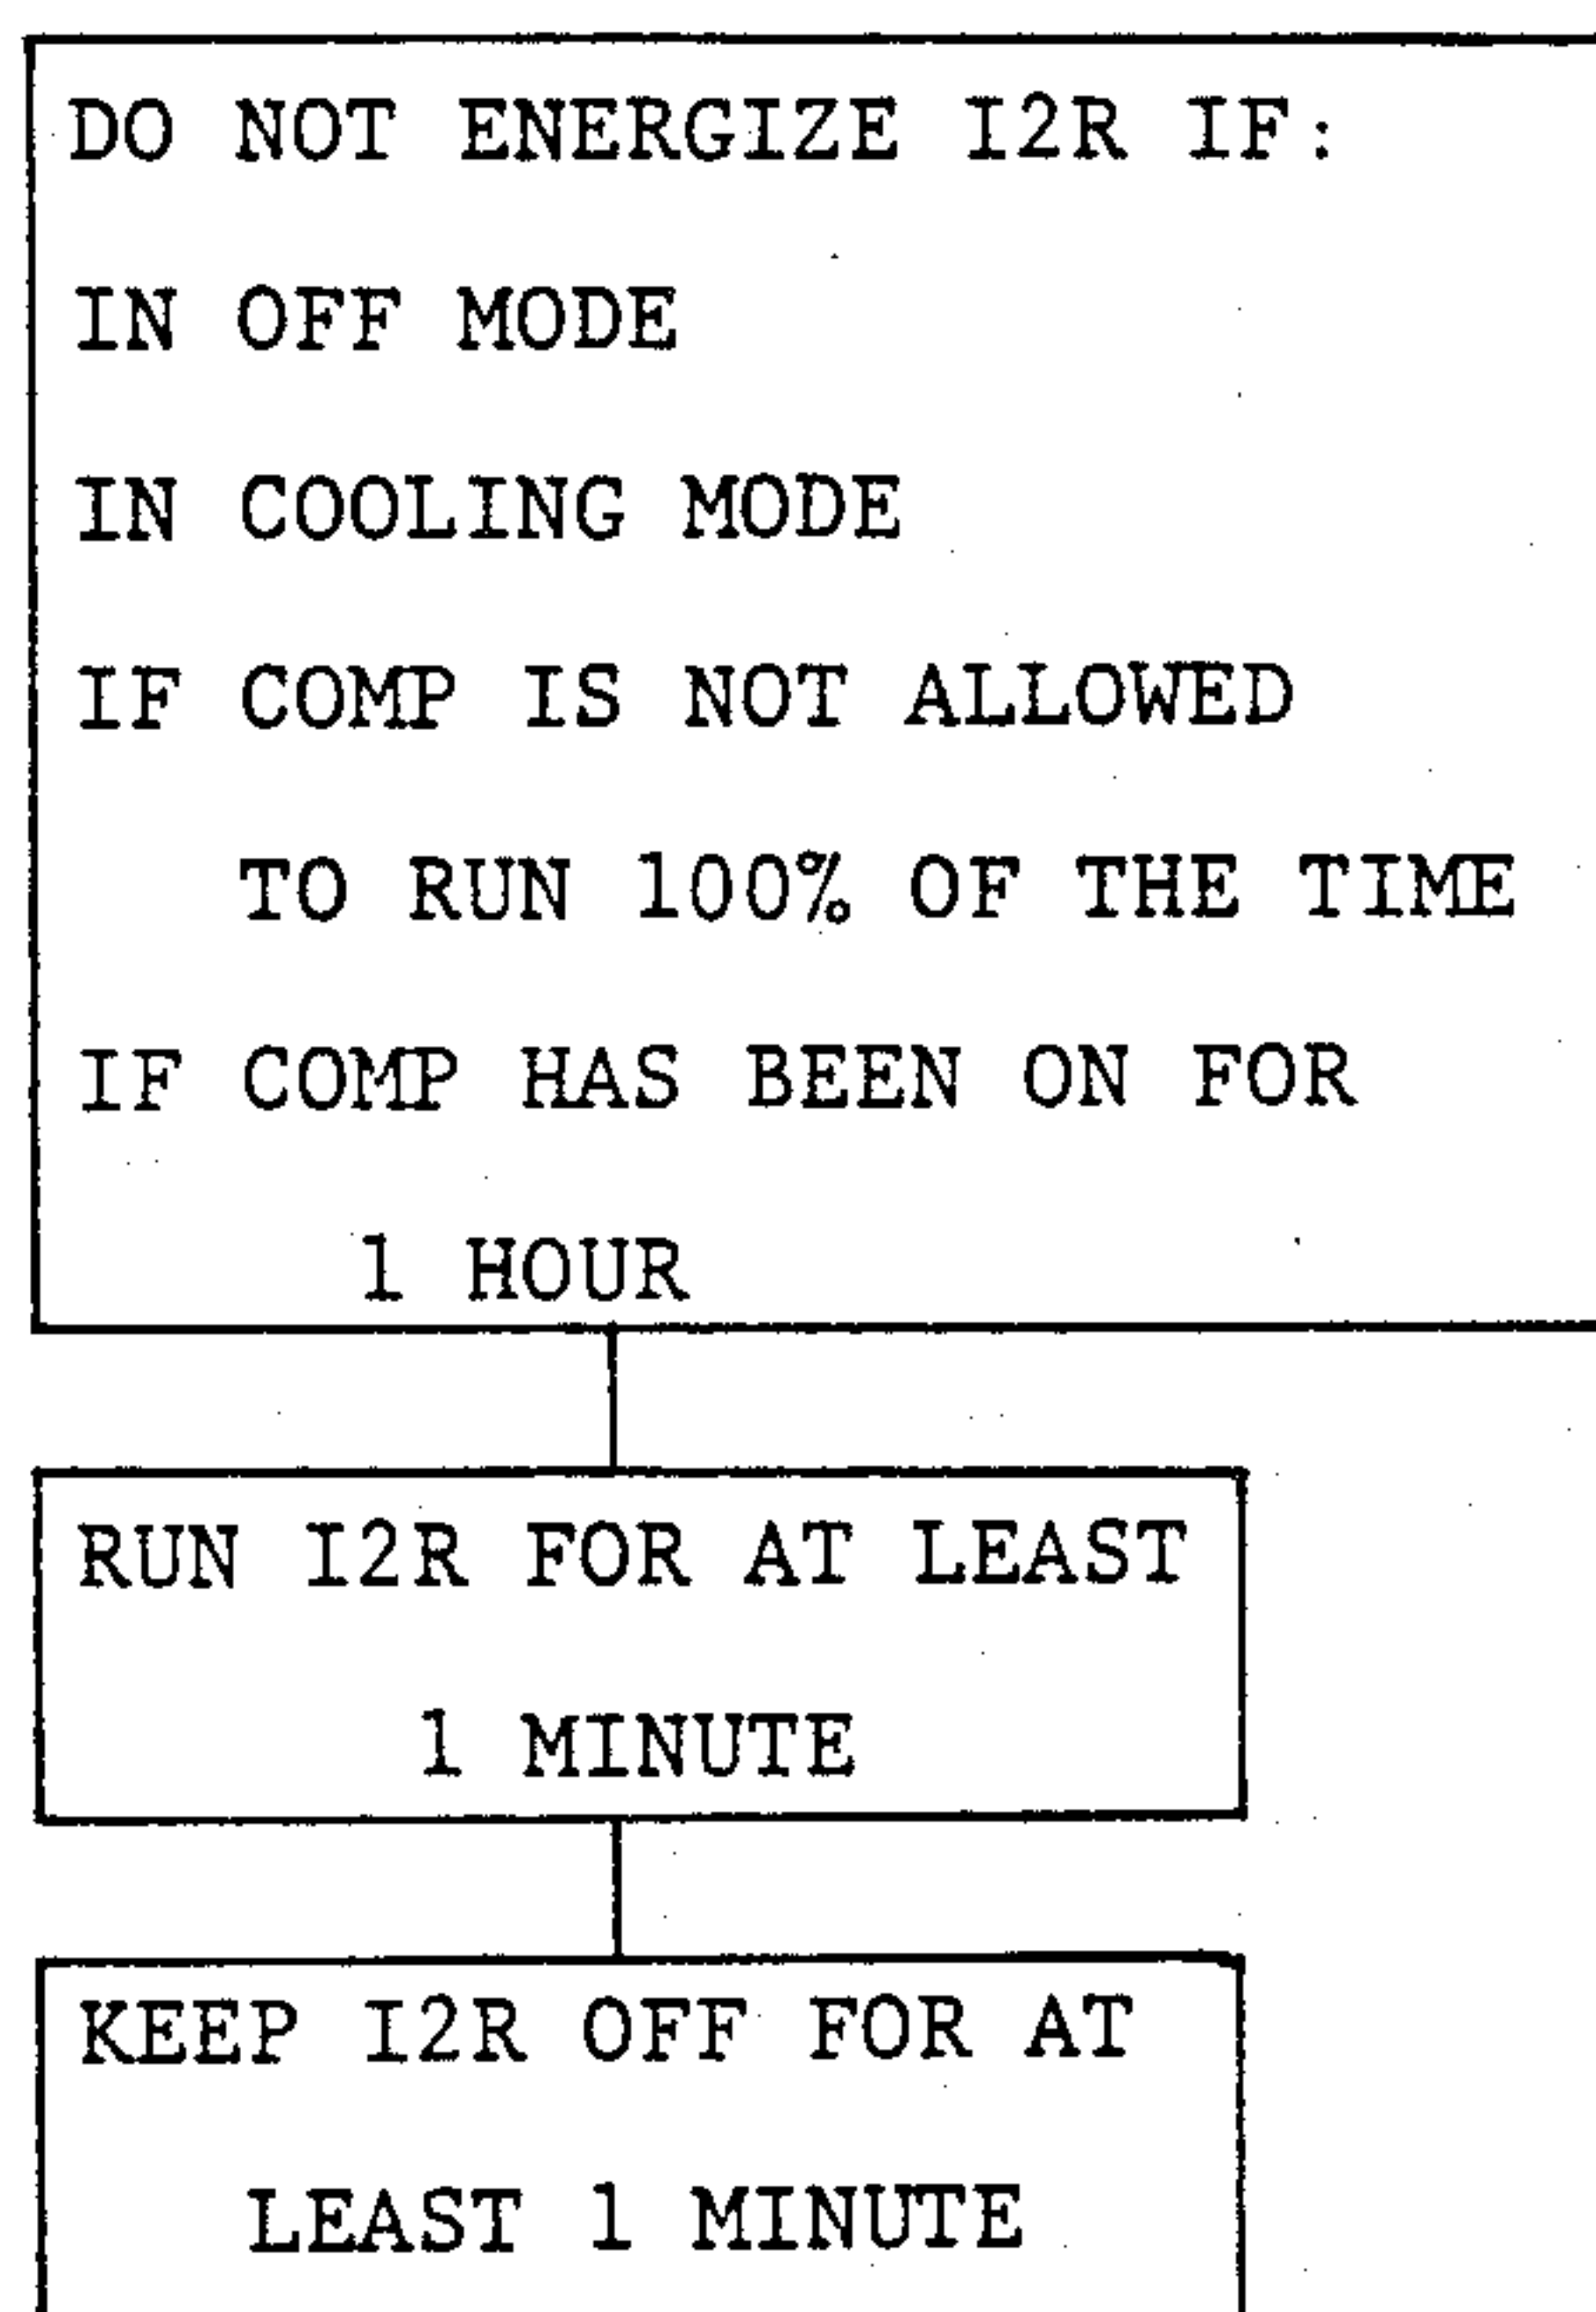 DO NOT ENERGIZE I2R IF:
IN OFF MODE
IN COOLING MODE
IF COMP IS NOT ALLOWED
TO RUN 100% OF THE TIME
IF COMP HAS BEEN ON FOR
1 HOUR
RUN I2R FOR AT LEAST
1 MINUTE
KEEP I2R OFF FOR AT
LEAST 1 MINUTE